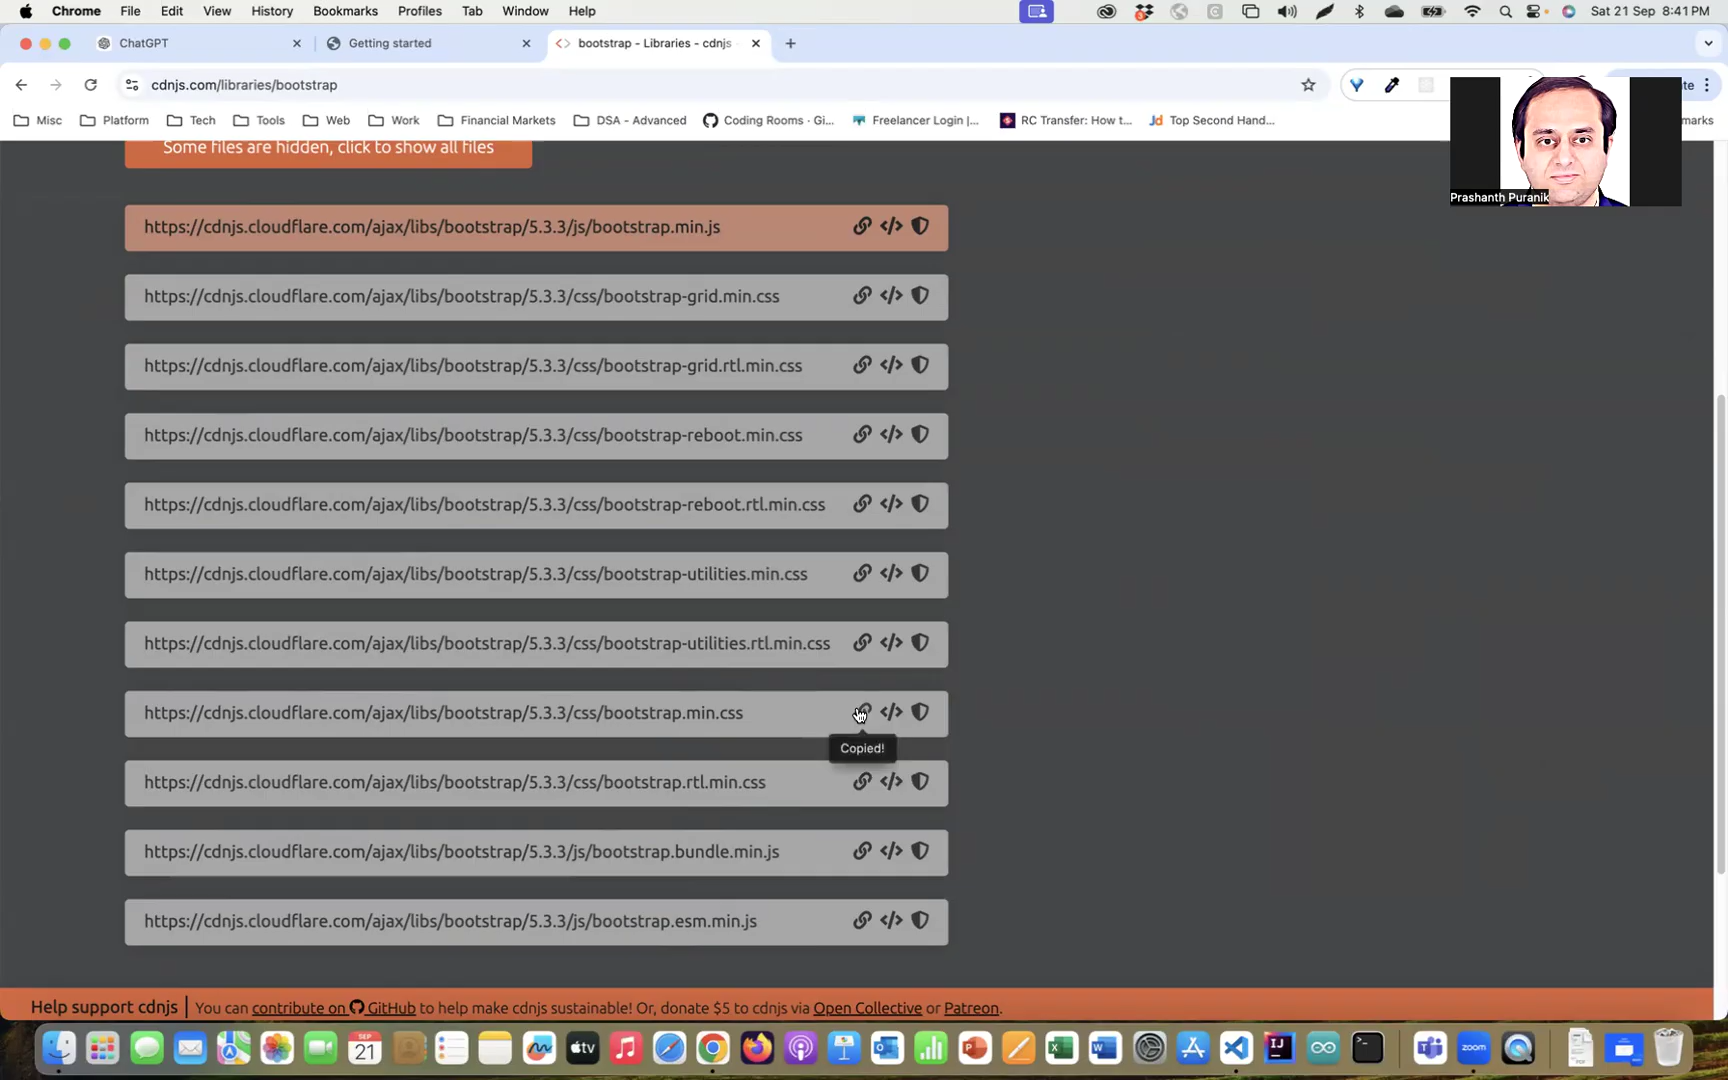 Chrome File Edit View History Bookmarks Profiles Tab Window Help Sat 21 Sep 8:41 PM
ChatGPT Getting started bootstrap - Libraries - cdnjs
cdnjs.com/libraries/bootstrap
Misc Platform Tech Tools Web Work Financial Markets DSA - Advanced Coding Rooms · Gi... Freelancer Login |... RC Transfer: How t... Jd Top Second Hand...
Prashanth Puranik
Some files are hidden, click to show all files
https://cdnjs.cloudflare.com/ajax/libs/bootstrap/5.3.3/js/bootstrap.min.js
https://cdnjs.cloudflare.com/ajax/libs/bootstrap/5.3.3/css/bootstrap-grid.min.css
https://cdnjs.cloudflare.com/ajax/libs/bootstrap/5.3.3/css/bootstrap-grid.rtl.min.css
https://cdnjs.cloudflare.com/ajax/libs/bootstrap/5.3.3/css/bootstrap-reboot.min.css
https://cdnjs.cloudflare.com/ajax/libs/bootstrap/5.3.3/css/bootstrap-reboot.rtl.min.css
https://cdnjs.cloudflare.com/ajax/libs/bootstrap/5.3.3/css/bootstrap-utilities.min.css
https://cdnjs.cloudflare.com/ajax/libs/bootstrap/5.3.3/css/bootstrap-utilities.rtl.min.css
https://cdnjs.cloudflare.com/ajax/libs/bootstrap/5.3.3/css/bootstrap.min.css
Copied!
https://cdnjs.cloudflare.com/ajax/libs/bootstrap/5.3.3/css/bootstrap.rtl.min.css
https://cdnjs.cloudflare.com/ajax/libs/bootstrap/5.3.3/js/bootstrap.bundle.min.js
https://cdnjs.cloudflare.com/ajax/libs/bootstrap/5.3.3/js/bootstrap.esm.min.js
Help support cdnjs | You can contribute on GitHub to help make cdnjs sustainable! Or, donate $5 to cdnjs via Open Collective or Patreon.
SEP
21
tv
zoom